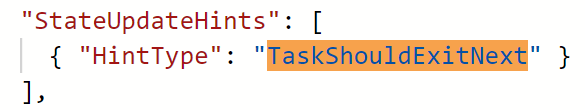 "StateUpdateHints": [
{ "HintType": "TaskShouldExitNext" }
],